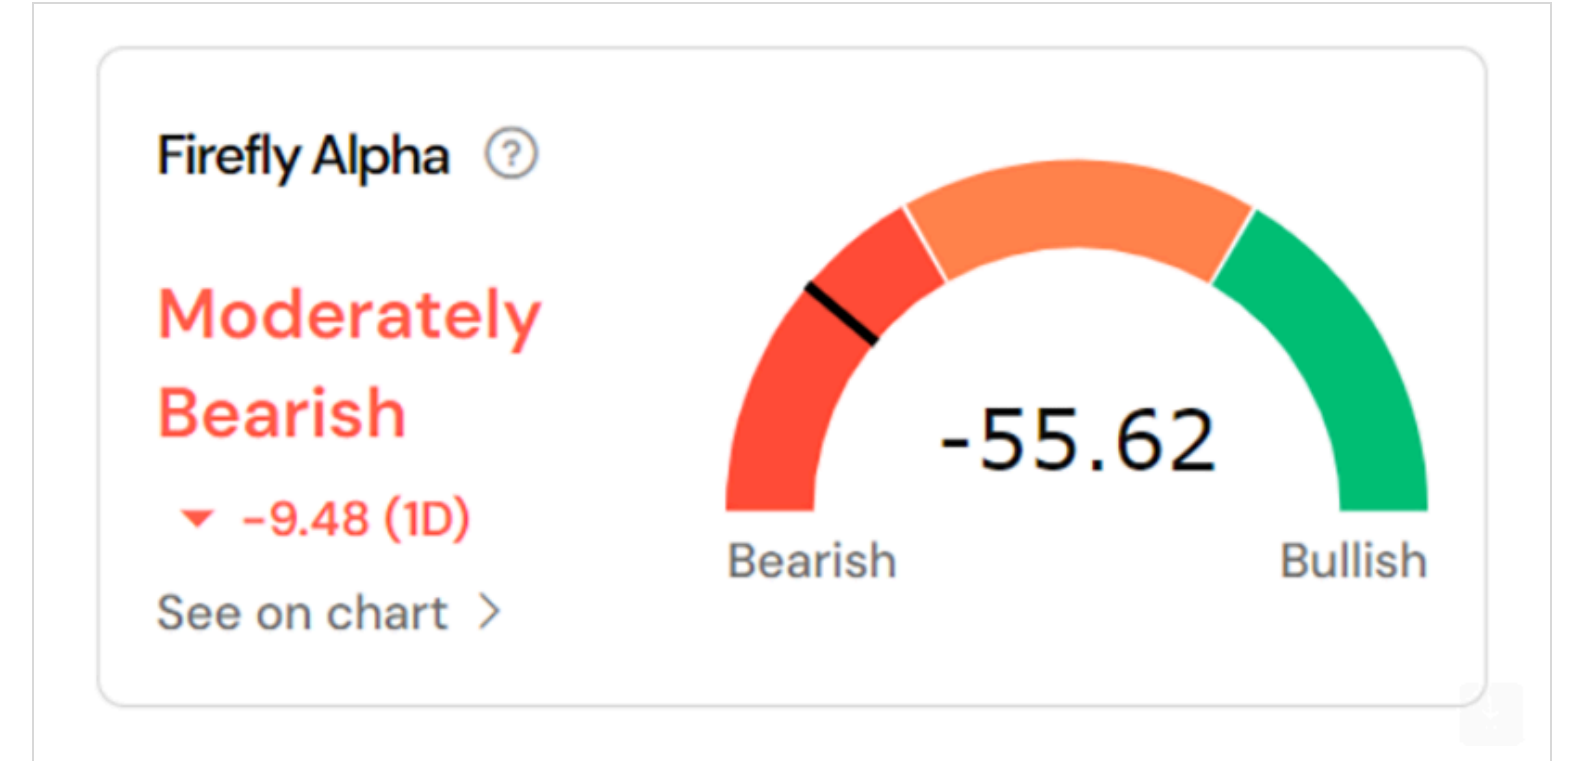 Firefly Alpha ?
Moderately
Bearish
-9.48 (1D)
See on chart >
-55.62
Bearish
Bullish